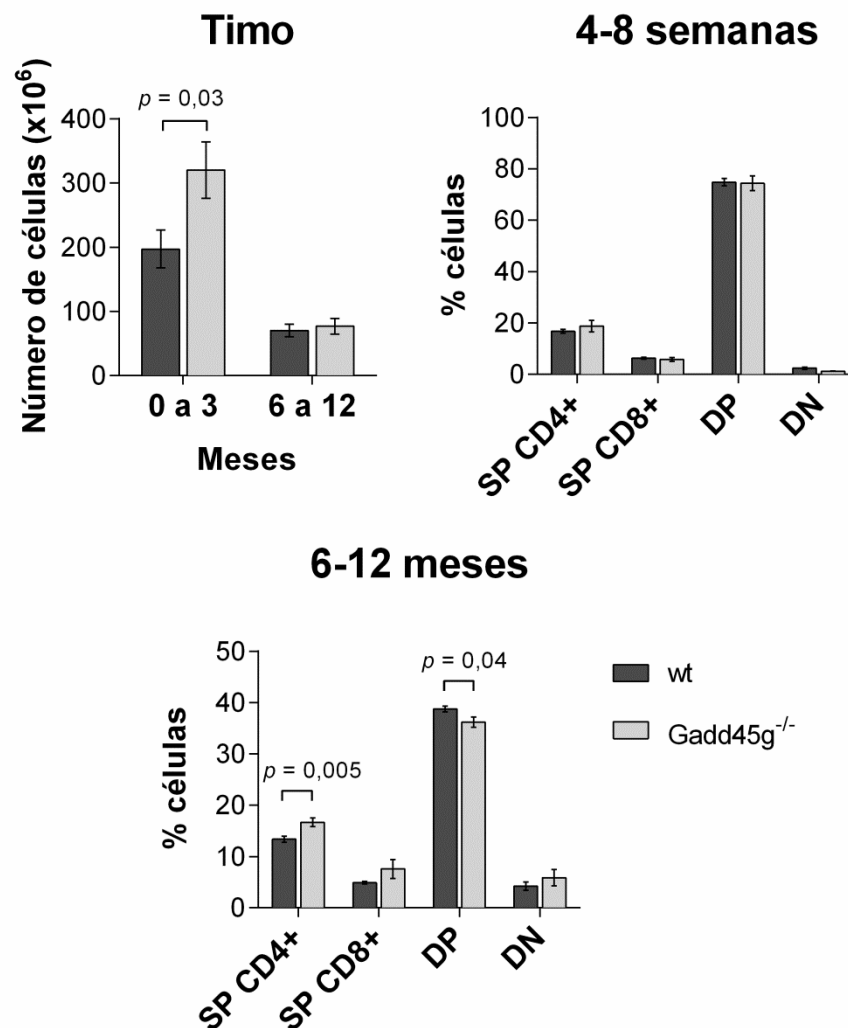 Timo
Número de células (x10⁶)
p = 0,03
400
300
200
100
0
0 a 3
6 a 12
Meses
4-8 semanas
% células
100
80
60
40
20
0
SP CD4+
SP CD8+
DP
DN
6-12 meses
% células
50
40
30
20
10
0
p = 0,005
p = 0,04
SP CD4+
SP CD8+
DP
DN
wt
Gadd45g⁻/⁻